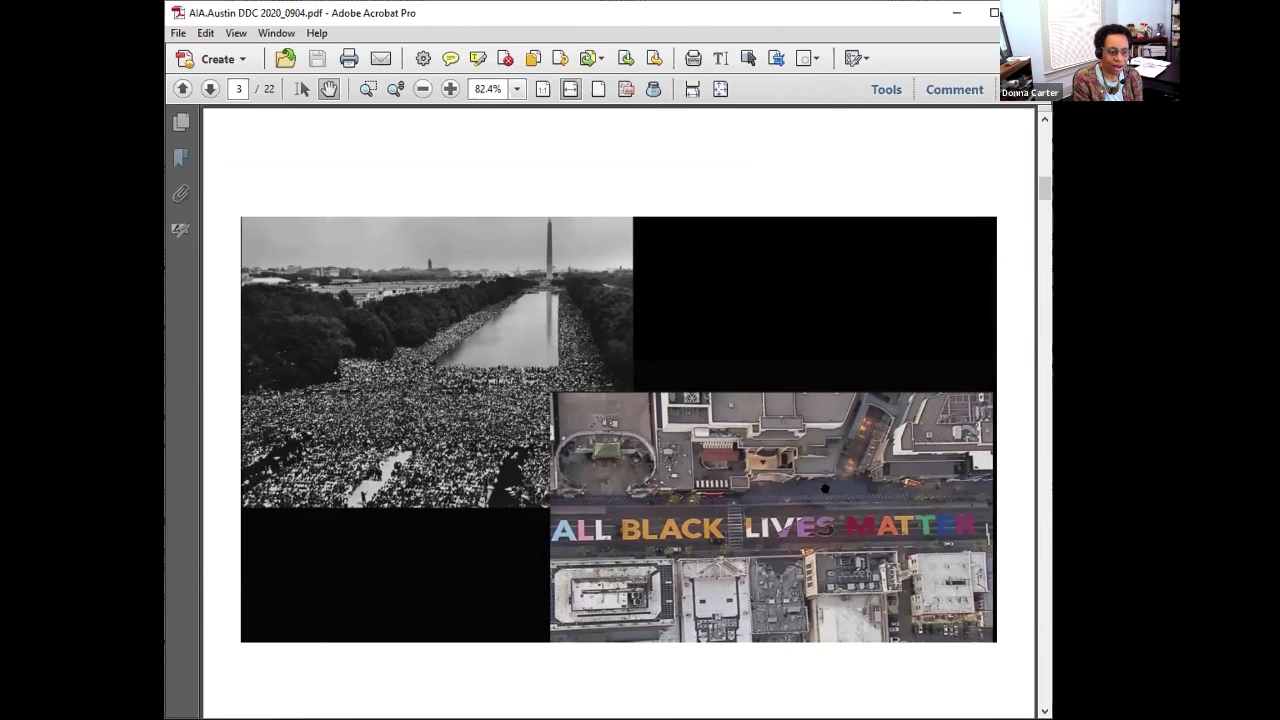 AIA.Austin DDC 2020_0904.pdf - Adobe Acrobat Pro
File Edit View Window Help
Create
3 / 22
82.4%
Tools Comment
Donna Carter
ALL BLACK LIVES MATTER